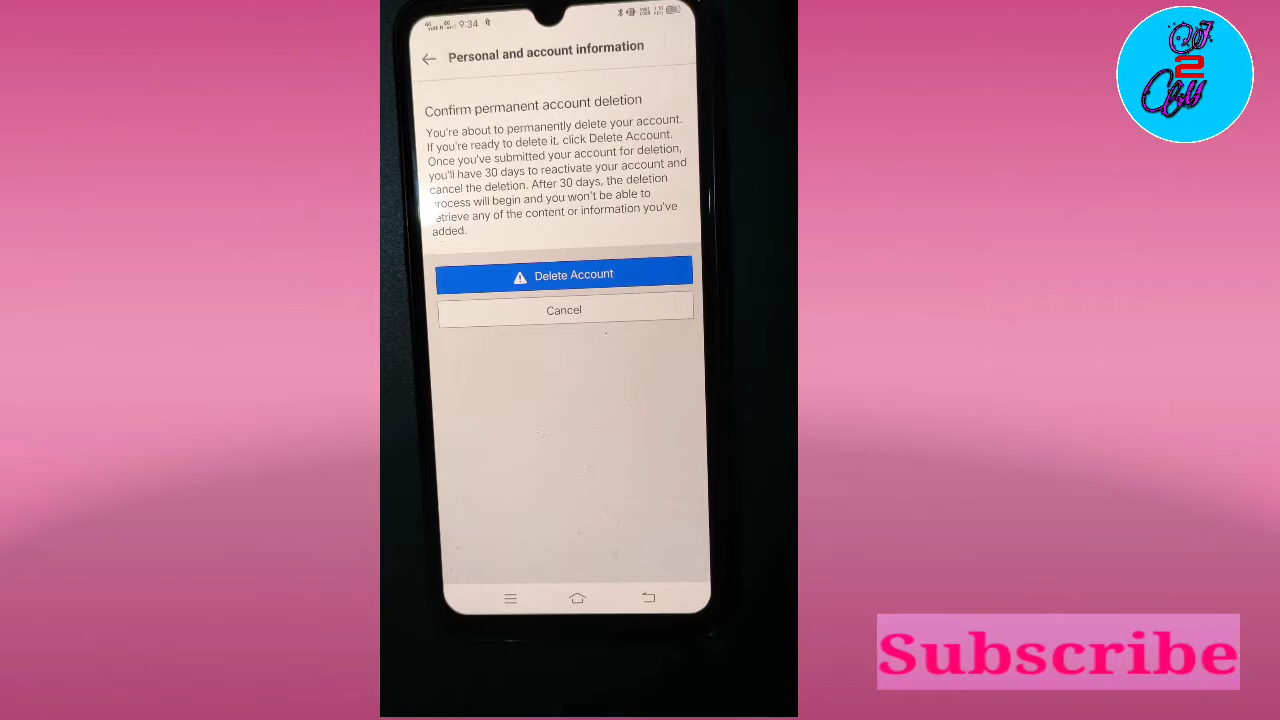 9:34
Personal and account information
Confirm permanent account deletion
You're about to permanently delete your account.
If you're ready to delete it, click Delete Account.
Once you've submitted your account for deletion,
you'll have 30 days to reactivate your account and
cancel the deletion. After 30 days, the deletion
process will begin and you won't be able to
retrieve any of the content or information you've
added.
Delete Account
Cancel
2
Subscribe